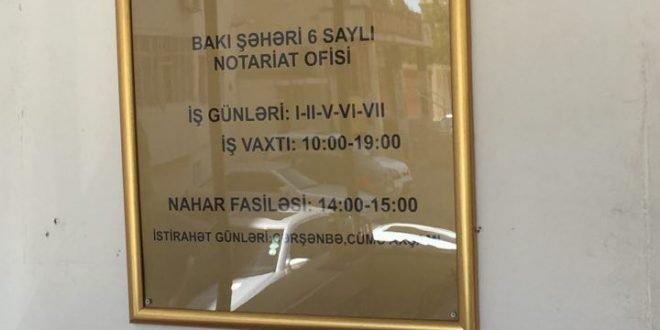 BAKI ŞƏHƏRİ 6 SAYLI
NOTARİAT OFİSİ
İŞ GÜNLƏRİ: I-II-V-VI-VII
İŞ VAXTI: 10:00-19:00
NAHAR FASİLƏSİ: 14:00-15:00
İSTİRAHƏT GÜNLƏRİ,ÇƏRŞƏNBƏ,CÜMƏ AXŞAMI